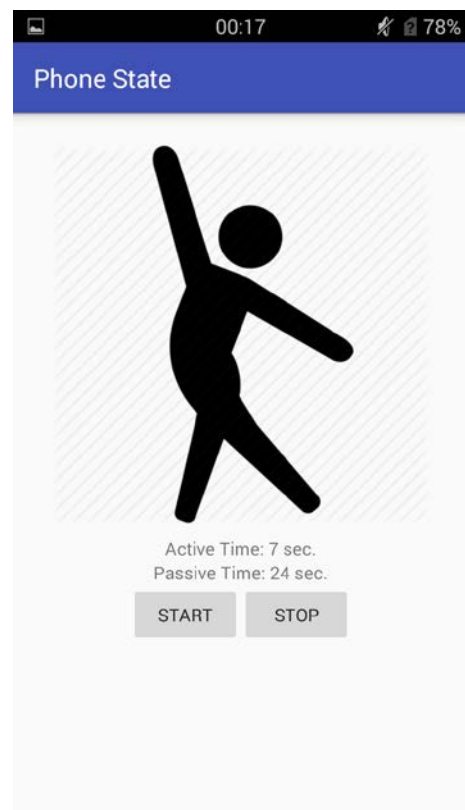 00:17 78%
Phone State
Active Time: 7 sec.
Passive Time: 24 sec.
START STOP